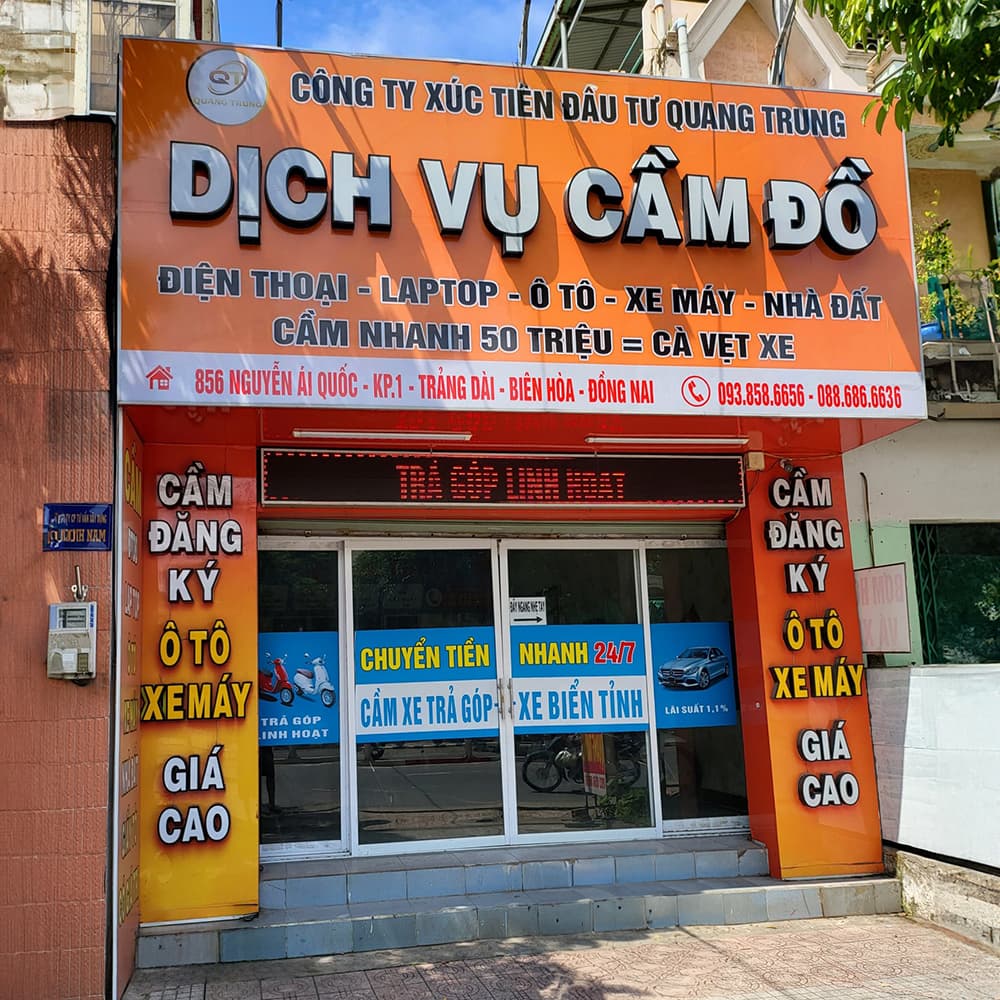 QT
QUANG TRUNG
CÔNG TY XÚC TIẾN ĐẦU TƯ QUANG TRUNG
DỊCH VỤ CẦM ĐỒ
ĐIỆN THOẠI - LAPTOP - Ô TÔ - XE MÁY - NHÀ ĐẤT
CẦM NHANH 50 TRIỆU = CÀ VẸT XE
856 NGUYỄN ÁI QUỐC - KP.1 - TRẢNG DÀI - BIÊN HÒA - ĐỒNG NAI
093.858.6656 - 088.686.6636
TRẢ GÓP LINH HOẠT
CẦM
ĐĂNG
KÝ
Ô TÔ
XE MÁY
GIÁ
CAO
ĐẨY NGANG NHẸ TAY
CHUYỂN TIỀN NHANH 24/7
CẦM XE TRẢ GÓP - XE BIỂN TỈNH
TRẢ GÓP
LINH HOẠT
LÃI SUẤT 1,1%
CẦM
ĐĂNG
KÝ
Ô TÔ
XE MÁY
GIÁ
CAO